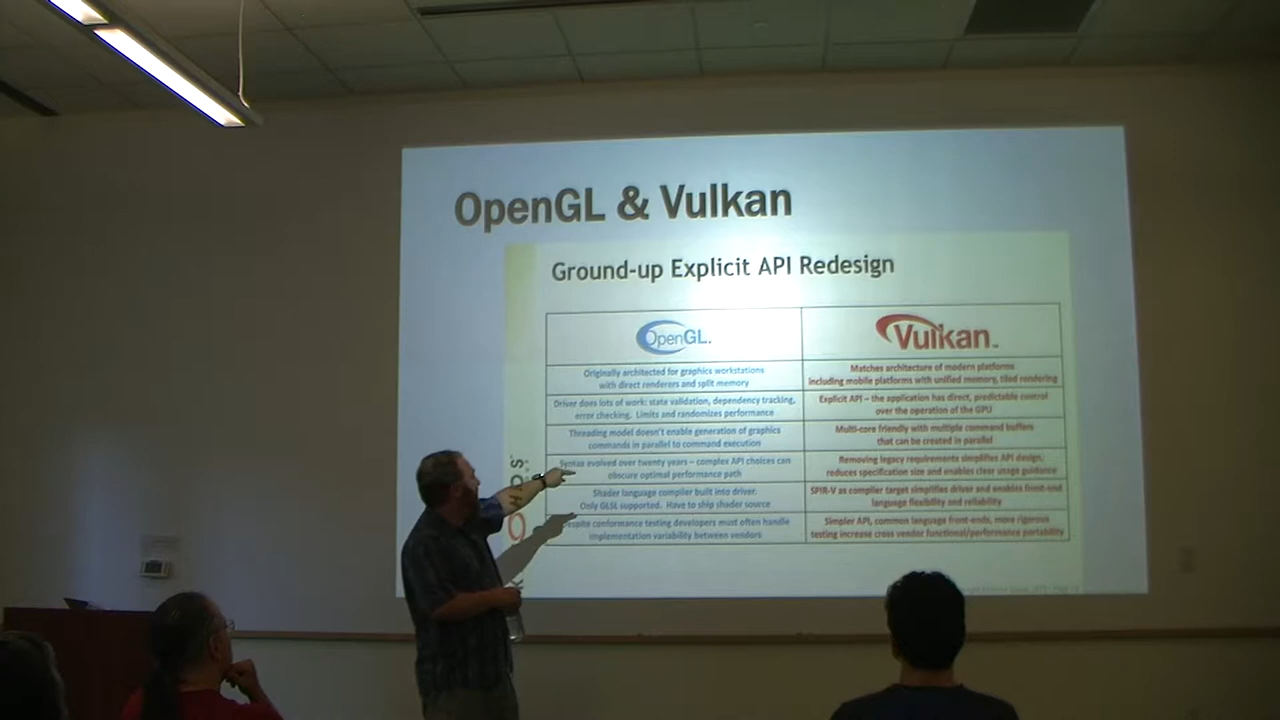 OpenGL & Vulkan
Ground-up Explicit API Redesign
OpenGL.
Vulkan™
Originally architected for graphics workstations
with direct renderers and split memory
Matches architecture of modern platforms
including mobile platforms with unified memory, tiled rendering
Driver does lots of work: state validation, dependency tracking,
error checking. Limits and randomizes performance
Explicit API – the application has direct, predictable control
over the operation of the GPU
Threading model doesn't enable generation of graphics
commands in parallel to command execution
Multi-core friendly with multiple command buffers
that can be created in parallel
Syntax evolved over twenty years – complex API choices can
obscure optimal performance path
Removing legacy requirements simplifies API design,
reduces specification size and enables clear usage guidance
Shader language compiler built into driver.
Only GLSL supported. Have to ship shader source
SPIR-V as compiler target simplifies driver and enables front-end
language flexibility and reliability
espite conformance testing developers must often handle
implementation variability between vendors
Simpler API, common language front-ends, more rigorous
testing increase cross vendor functional/performance portability